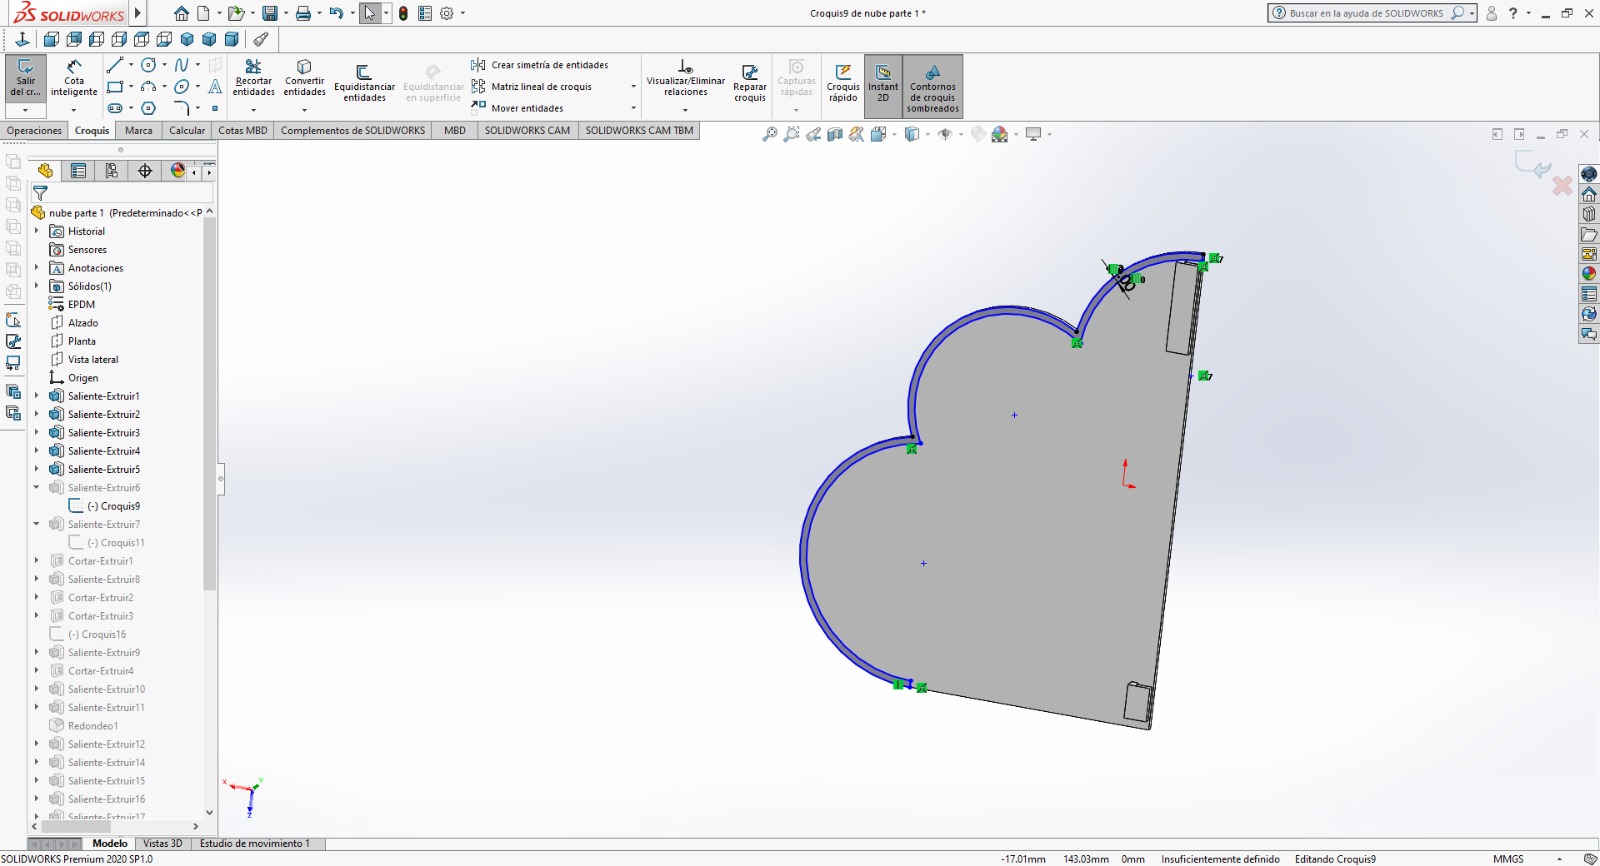 SOLIDWORKS
Croquis9 de nube parte 1 *
Buscar en la ayuda de SOLIDWORKS
Salir del cr...
Cota inteligente
Recortar entidades
Convertir entidades
Equidistanciar entidades
Equidistanciar en superficie
Crear simetría de entidades
Matriz lineal de croquis
Mover entidades
Visualizar/Eliminar relaciones
Reparar croquis
Capturas rápidas
Croquis rápido
Instant 2D
Contornos de croquis sombreados
Operaciones
Croquis
Marca
Calcular
Cotas MBD
Complementos de SOLIDWORKS
MBD
SOLIDWORKS CAM
SOLIDWORKS CAM TBM
nube parte 1 (Predeterminado<<P
Historial
Sensores
Anotaciones
Sólidos(1)
EPDM
Alzado
Planta
Vista lateral
Origen
Saliente-Extruir1
Saliente-Extruir2
Saliente-Extruir3
Saliente-Extruir4
Saliente-Extruir5
Saliente-Extruir6
(-) Croquis9
Saliente-Extruir7
(-) Croquis11
Cortar-Extruir1
Saliente-Extruir8
Cortar-Extruir2
Cortar-Extruir3
(-) Croquis16
Saliente-Extruir9
Cortar-Extruir4
Saliente-Extruir10
Saliente-Extruir11
Redondeo1
Saliente-Extruir12
Saliente-Extruir14
Saliente-Extruir15
Saliente-Extruir16
Saliente-Extruir17
7
8
7
X
Y
Z
Modelo
Vistas 3D
Estudio de movimiento 1
SOLIDWORKS Premium 2020 SP1.0
-17.01mm
143.03mm
0mm
Insuficientemente definido
Editando Croquis9
MMGS